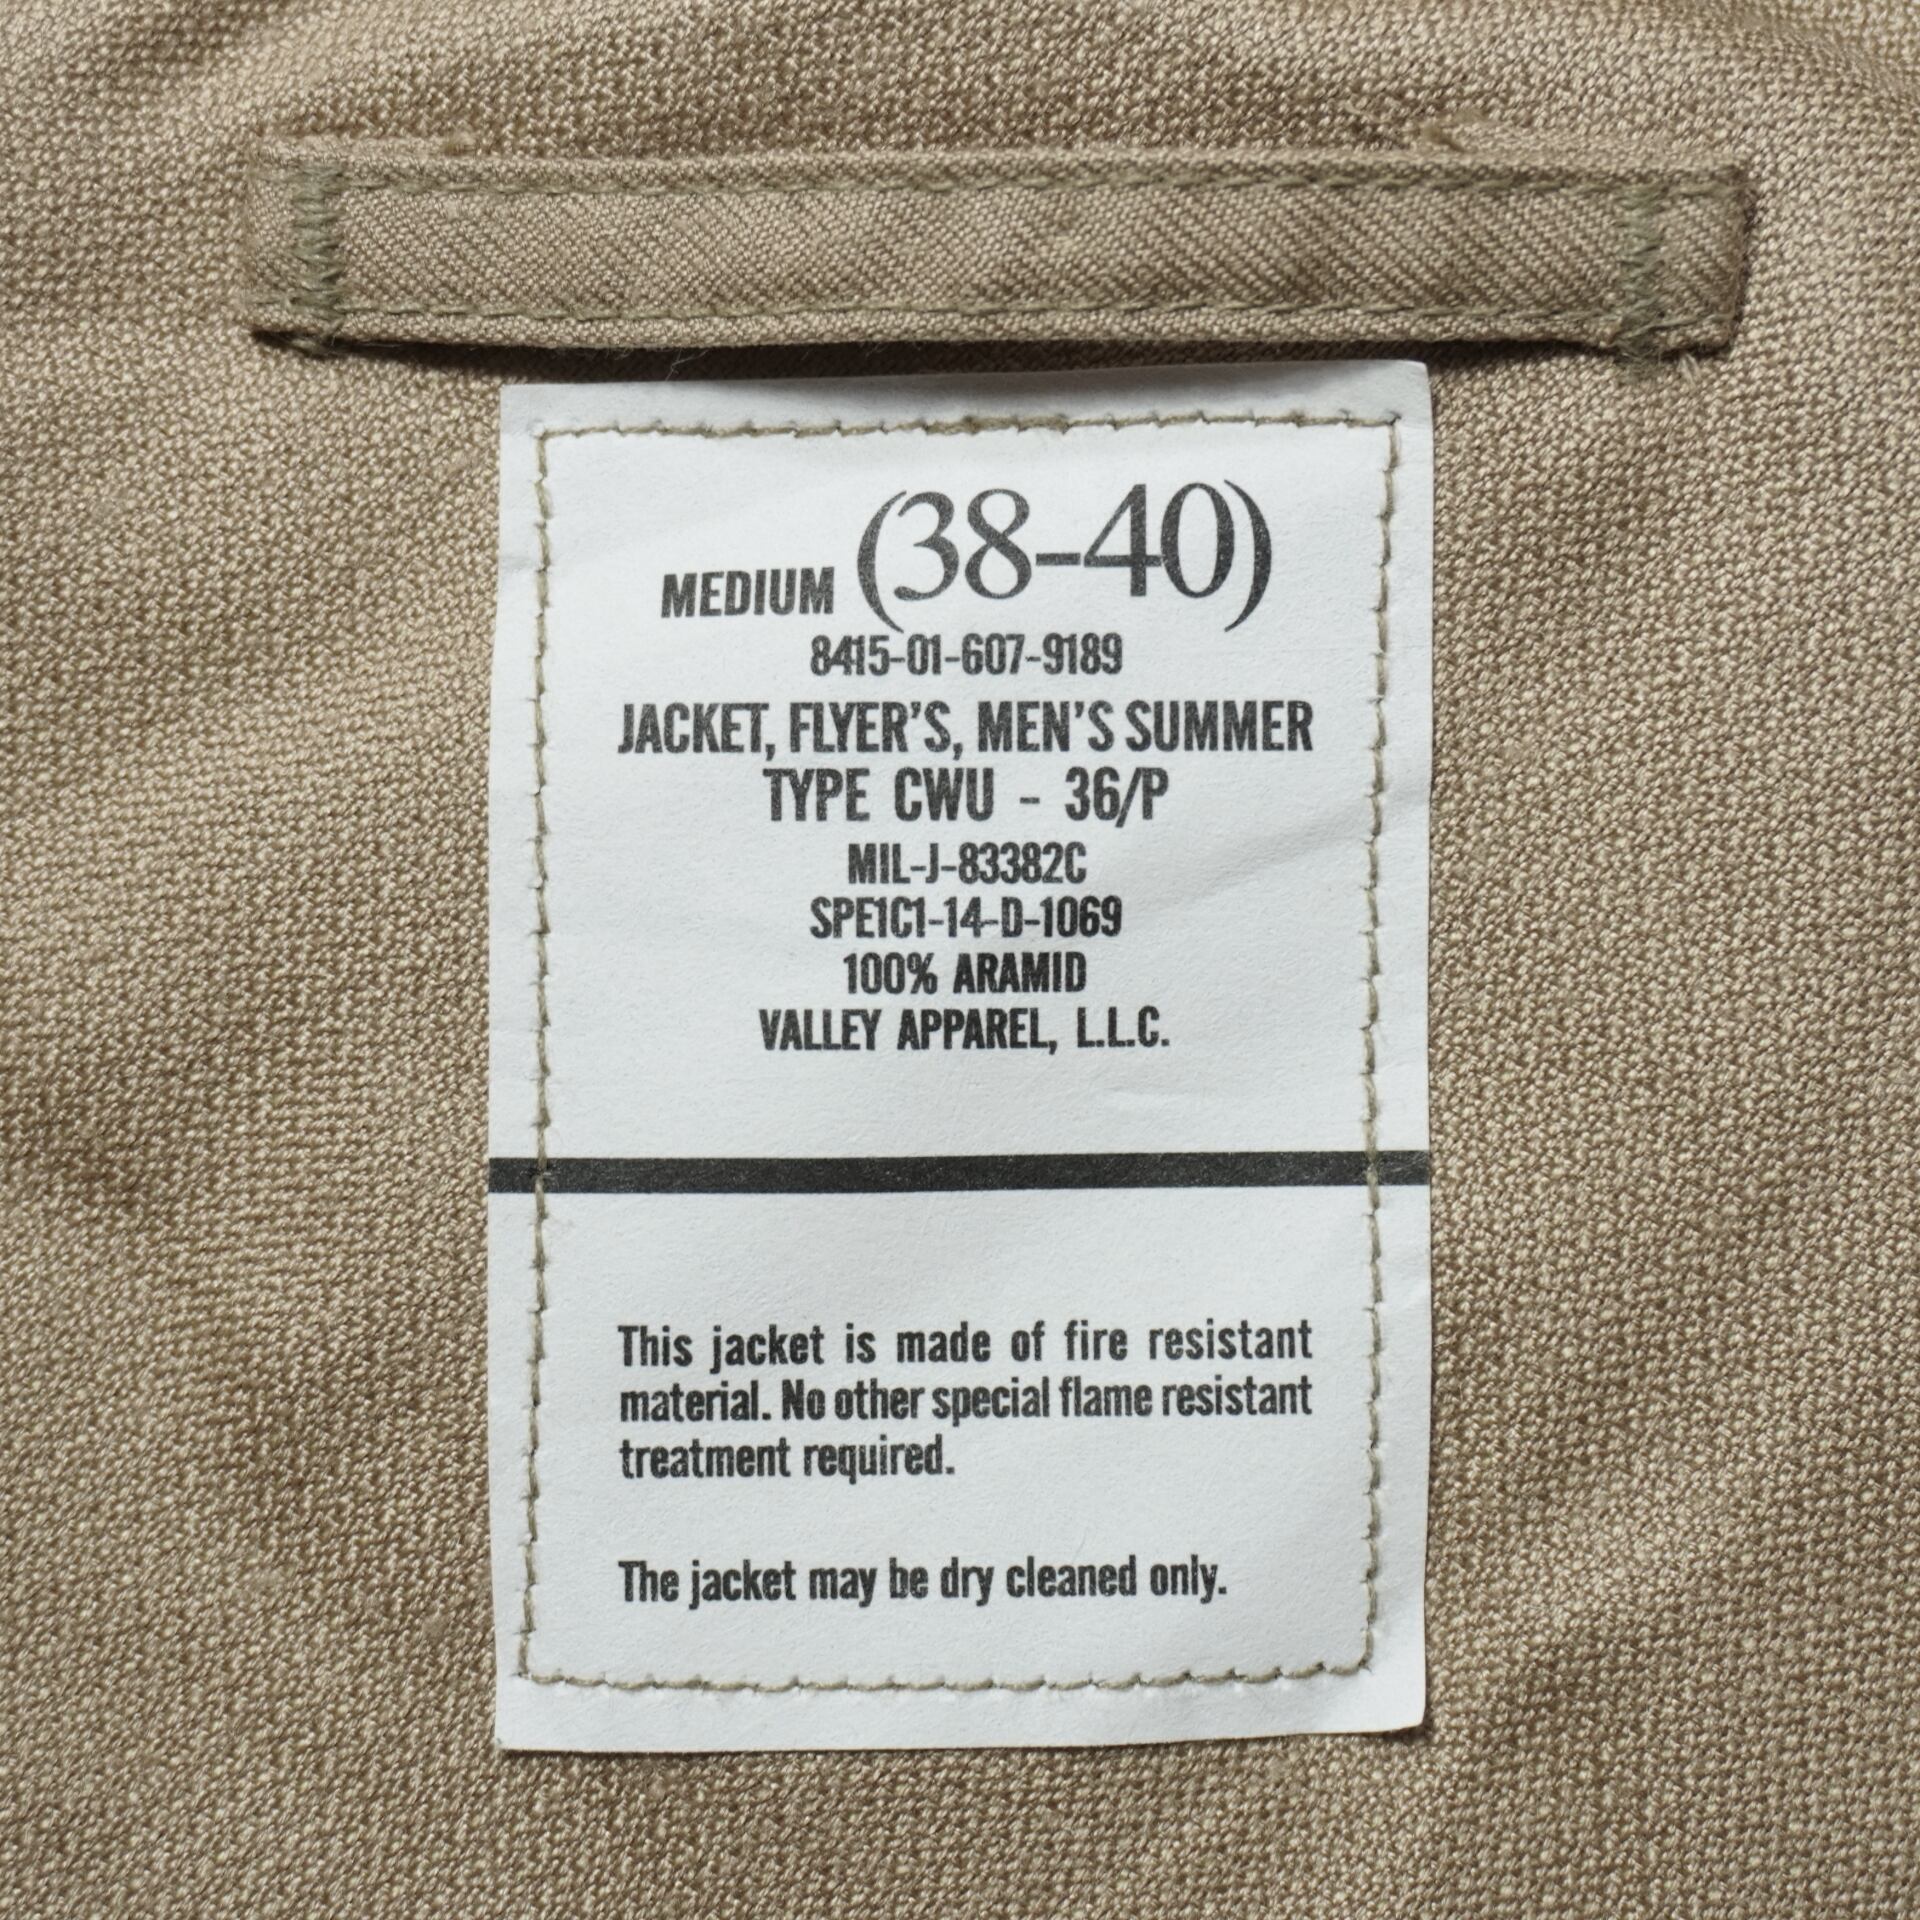 MEDIUM (38-40)
8415-01-607-9189
JACKET, FLYER'S, MEN'S SUMMER
TYPE CWU - 36/P
MIL-J-83382C
SPE1C1-14-D-1069
100% ARAMID
VALLEY APPAREL, L.L.C.
This jacket is made of fire resistant
material. No other special flame resistant
treatment required.
The jacket may be dry cleaned only.